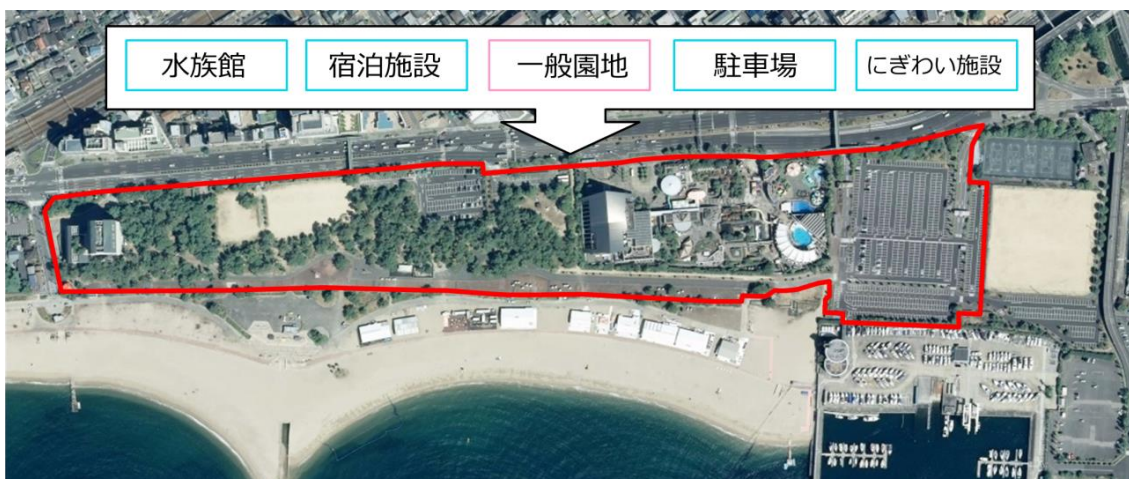 水族館
宿泊施設
一般園地
駐車場
にぎわい施設